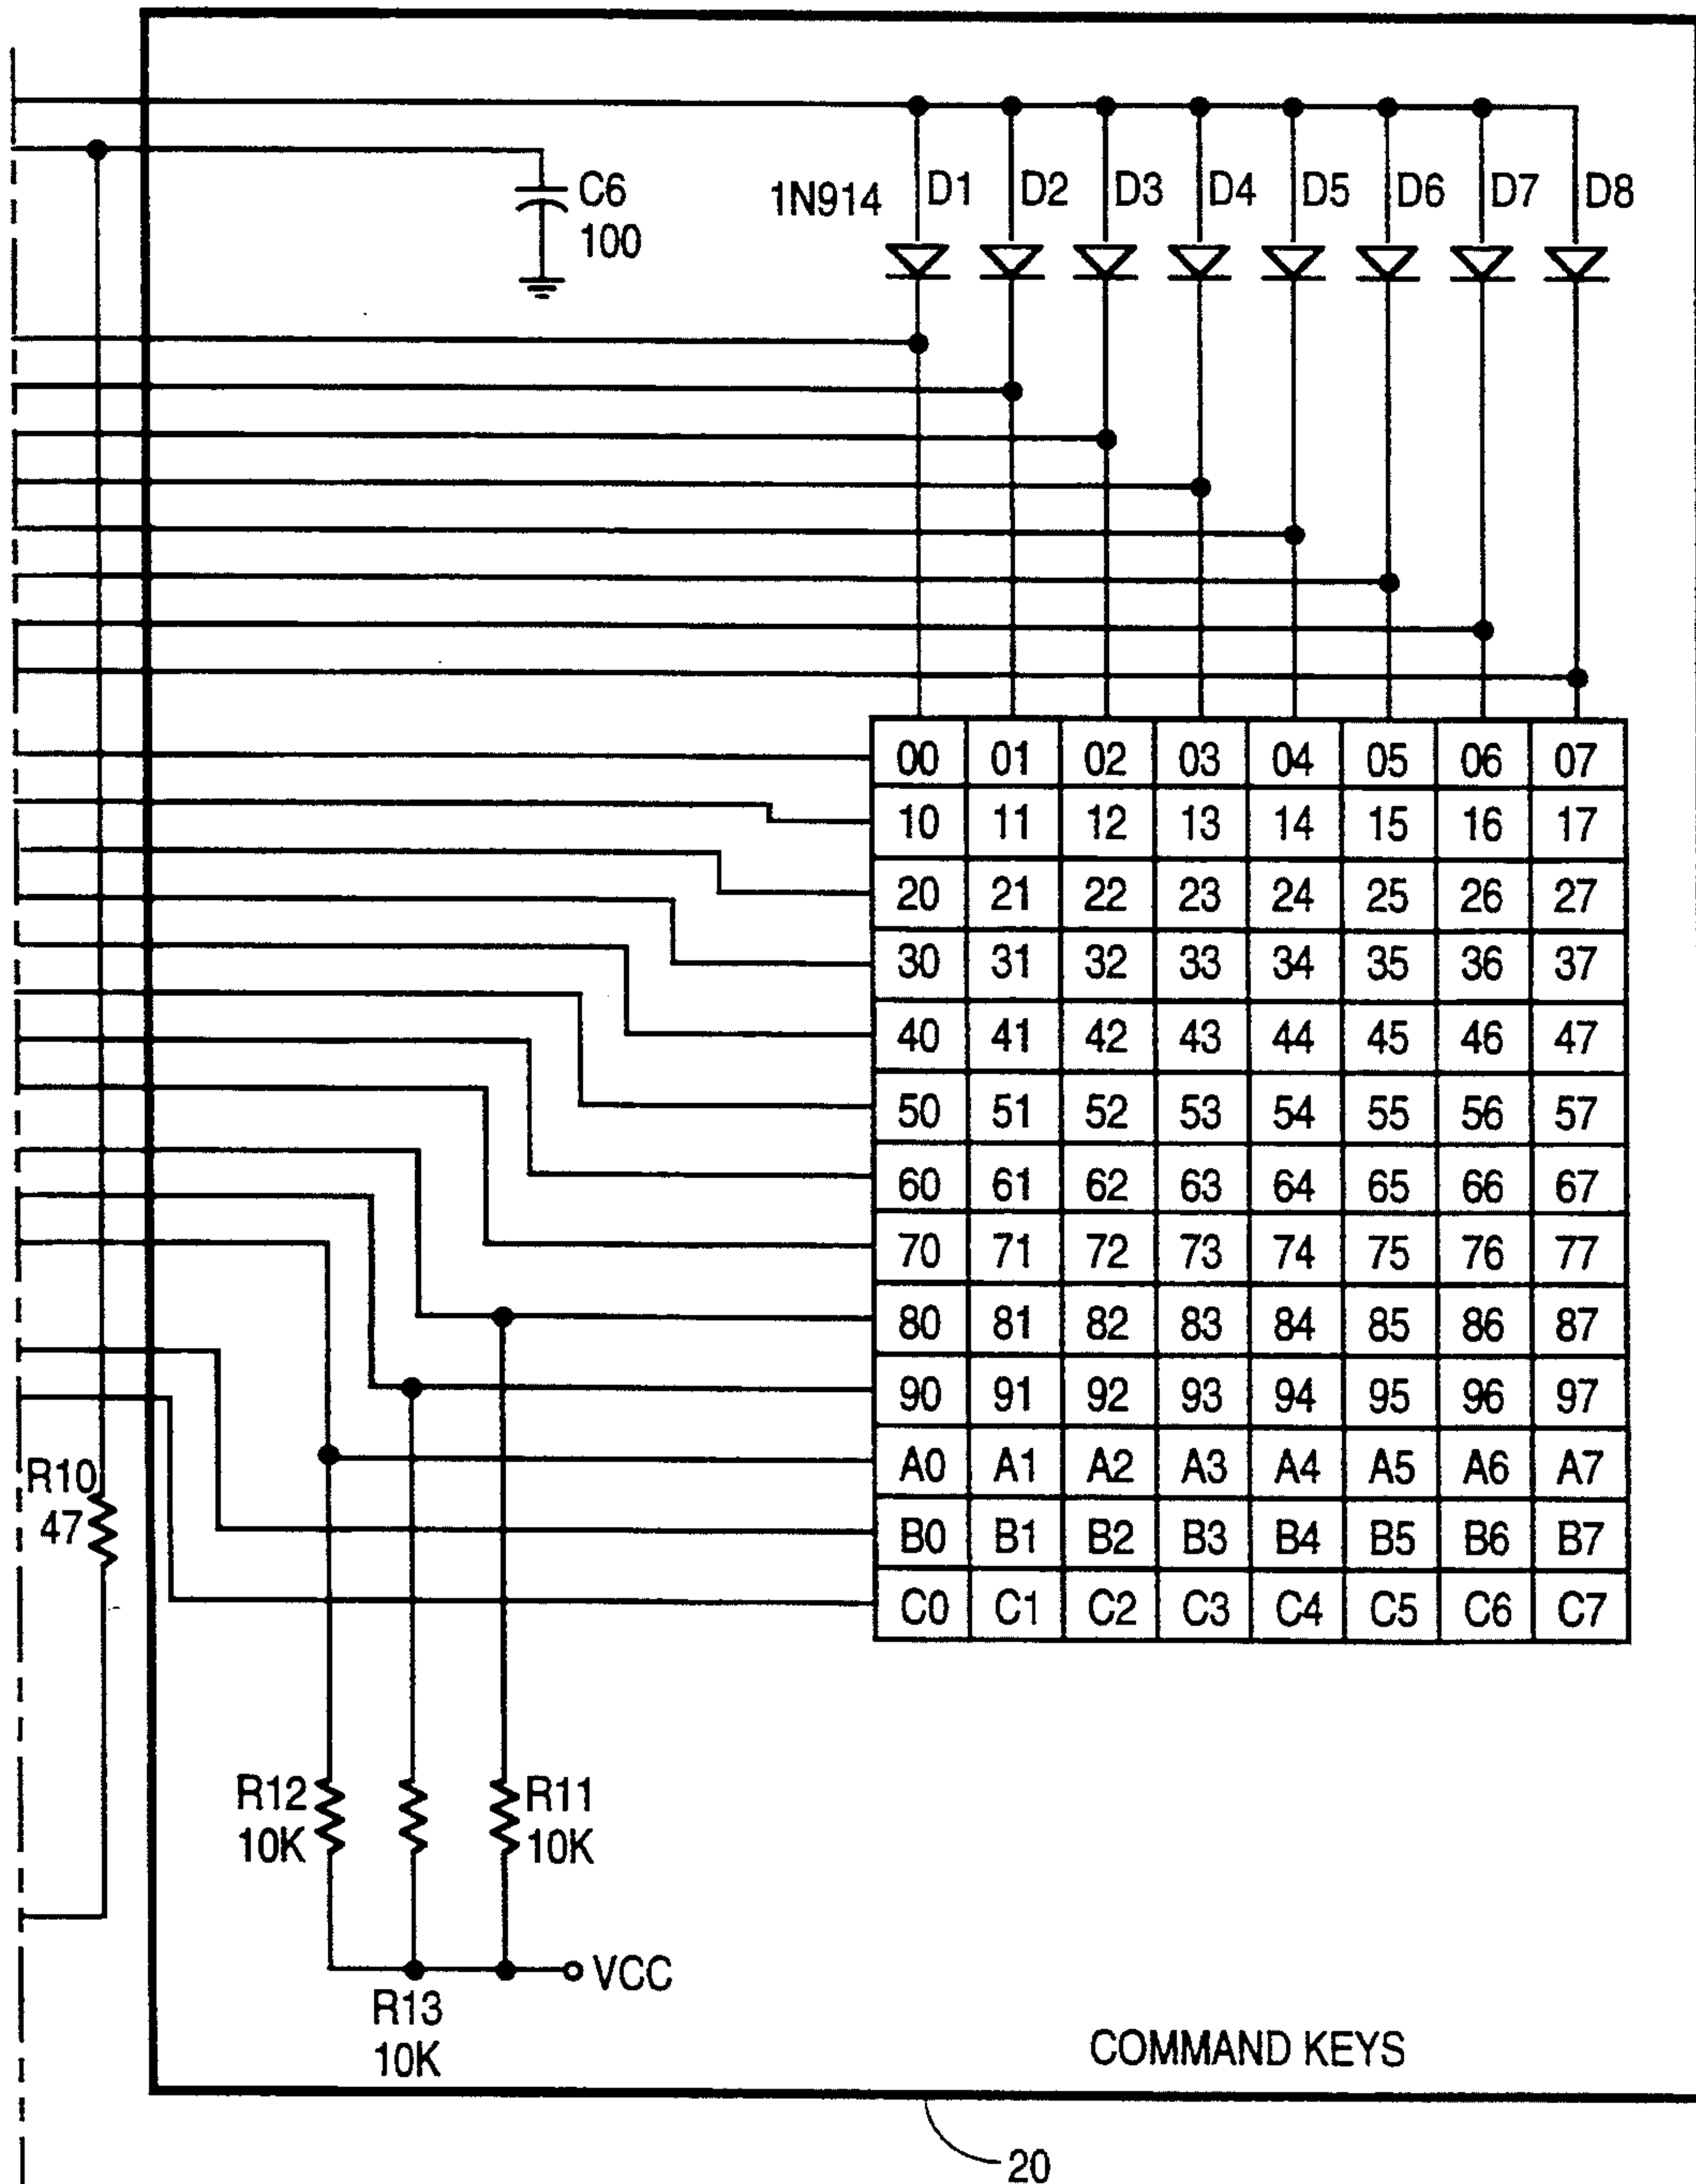 C6
100
1N914 D1 D2 D3 D4 D5 D6 D7 D8
00 01 02 03 04 05 06 07
10 11 12 13 14 15 16 17
20 21 22 23 24 25 26 27
30 31 32 33 34 35 36 37
40 41 42 43 44 45 46 47
50 51 52 53 54 55 56 57
60 61 62 63 64 65 66 67
70 71 72 73 74 75 76 77
80 81 82 83 84 85 86 87
90 91 92 93 94 95 96 97
A0 A1 A2 A3 A4 A5 A6 A7
B0 B1 B2 B3 B4 B5 B6 B7
C0 C1 C2 C3 C4 C5 C6 C7
R10
47
R12
10K
R11
10K
VCC
R13
10K
COMMAND KEYS
20